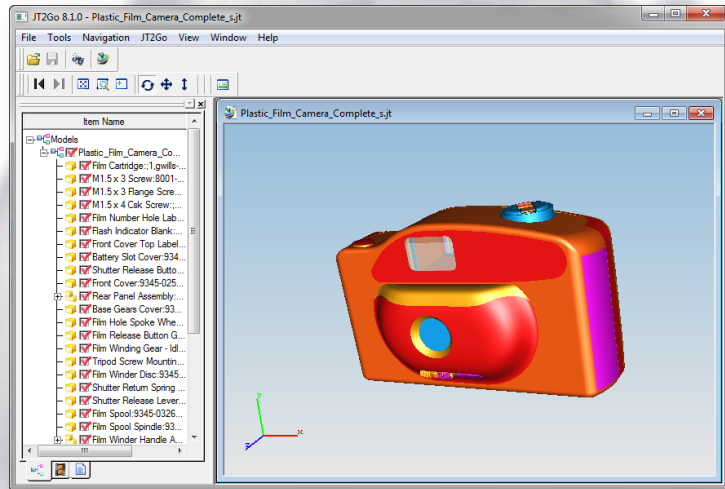 JT2Go 8.1.0 - Plastic_Film_Camera_Complete_s.jt
File Tools Navigation JT2Go View Window Help
Item Name
Plastic_Film_Camera_Complete_s.jt
Models
Plastic_Film_Camera_Co...
Film Cartridge:;1,gwills-...
M1.5 x 3 Screw:8001-...
M1.5 x 3 Flange Scre...
M1.5 x 4 Csk Screw:;...
Film Number Hole Lab...
Flash Indicator Blank:...
Front Cover Top Label...
Battery Slot Cover:934...
Shutter Release Butto...
Front Cover:9345-025...
Rear Panel Assembly:...
Base Gears Cover:93...
Film Hole Spoke Whe...
Film Release Button G...
Film Winding Gear - Idl...
Tripod Screw Mountin...
Film Winder Disc:9345...
Shutter Return Spring ...
Shutter Release Lever...
Film Spool:9345-0326...
Film Spool Spindle:93...
Film Winder Handle A...
y
x
z